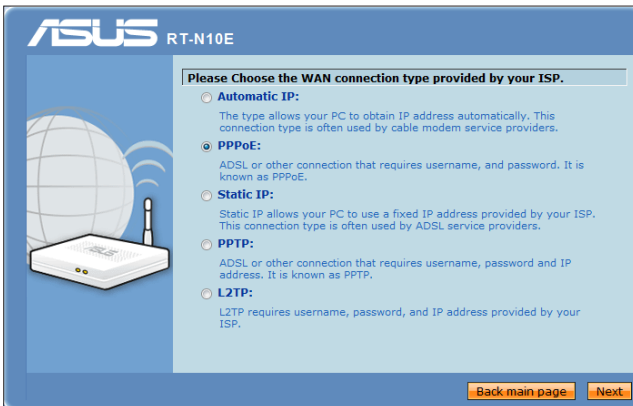 ASUS RT-N10E
Please Choose the WAN connection type provided by your ISP.
Automatic IP:
The type allows your PC to obtain IP address automatically. This
connection type is often used by cable modem service providers.
PPPoE:
ADSL or other connection that requires username, and password. It is
known as PPPoE.
Static IP:
Static IP allows your PC to use a fixed IP address provided by your ISP.
This connection type is often used by ADSL service providers.
PPTP:
ADSL or other connection that requires username, password and IP
address. It is known as PPTP.
L2TP:
L2TP requires username, password, and IP address provided by your
ISP.
ASUS
Back main page Next